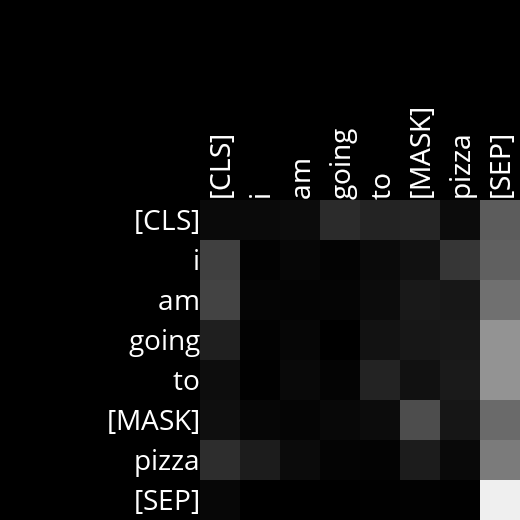 [CLS]
i
am
going
to
[MASK]
pizza
[SEP]
[CLS]
i
am
going
to
[MASK]
pizza
[SEP]